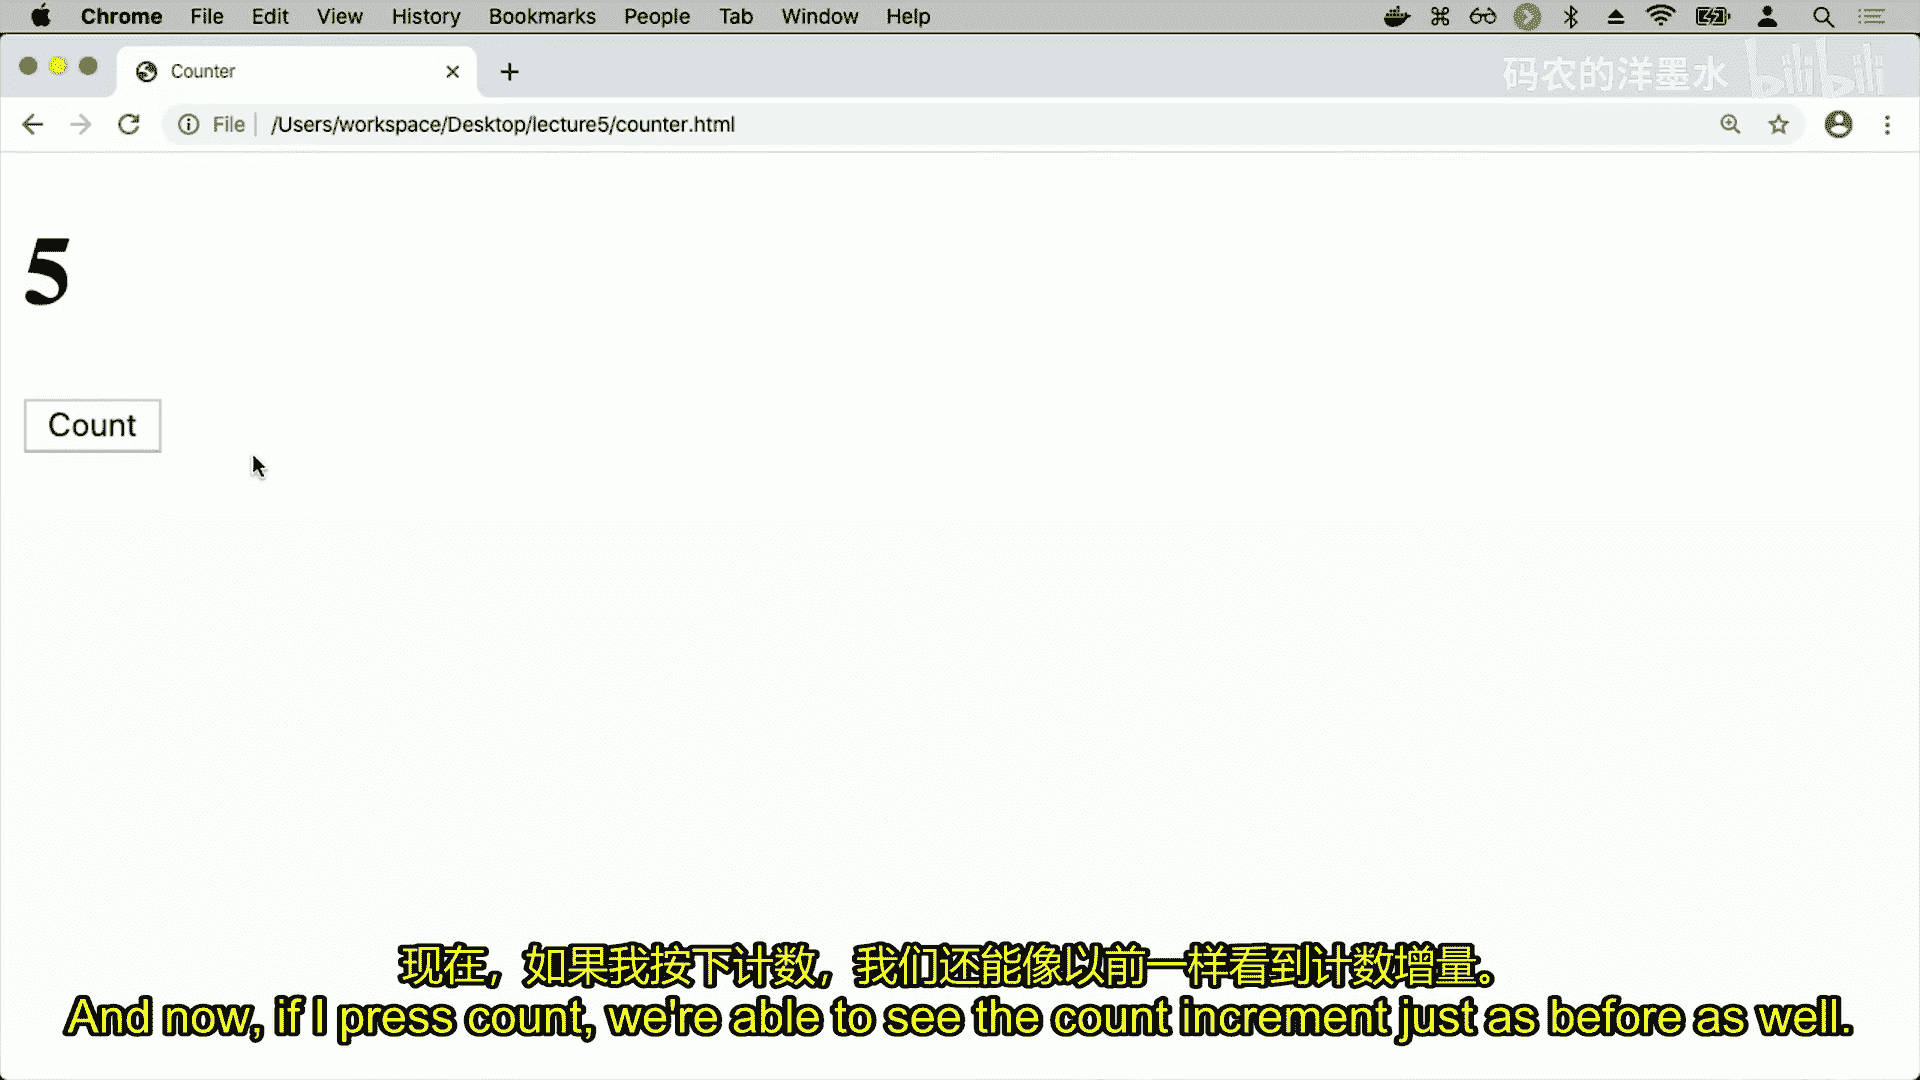 Chrome File Edit View History Bookmarks People Tab Window Help
Counter
码农的洋墨水 bilibili
File /Users/workspace/Desktop/lecture5/counter.html
5
Count
现在，如果我按下计数，我们还能像以前一样看到计数增量。
And now, if I press count, we're able to see the count increment just as before as well.